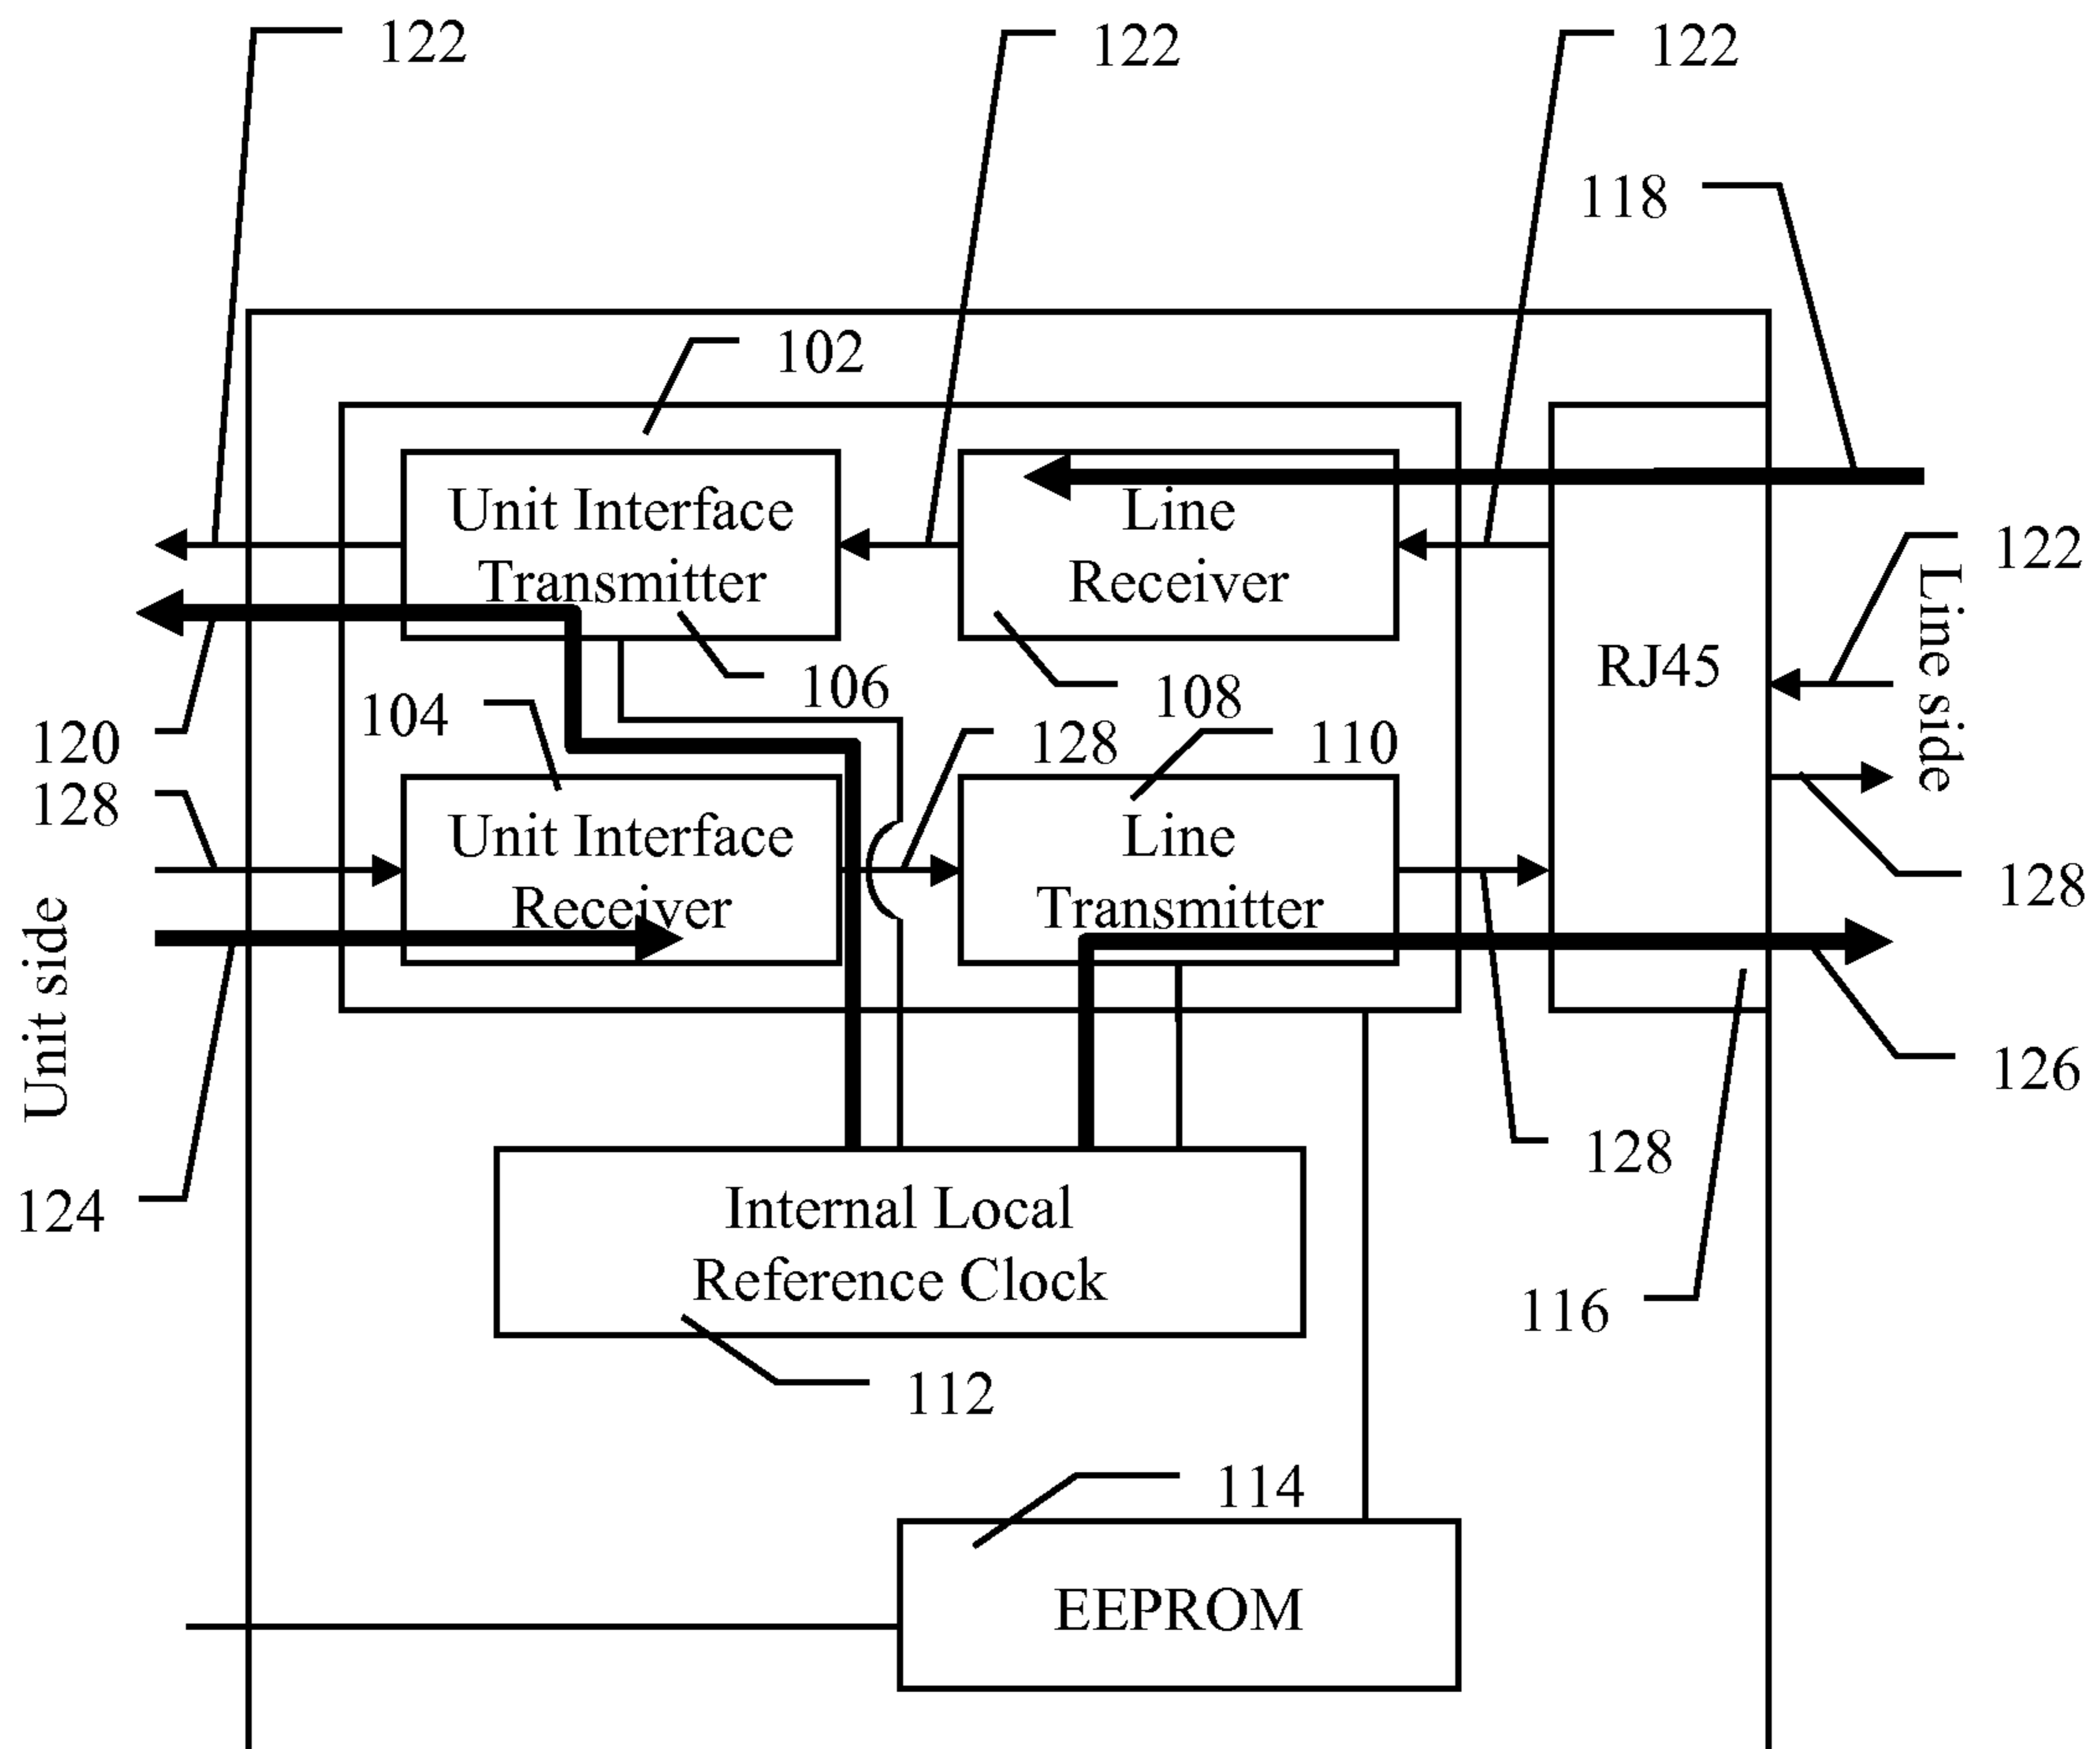 122
122
122
118
102
Unit Interface
Transmitter
Line
Receiver
122
Line side
RJ45
106
108
104
120
128
110
128
Unit Interface
Receiver
Line
Transmitter
128
Unit side
126
128
124
Internal Local
Reference Clock
116
112
114
EEPROM